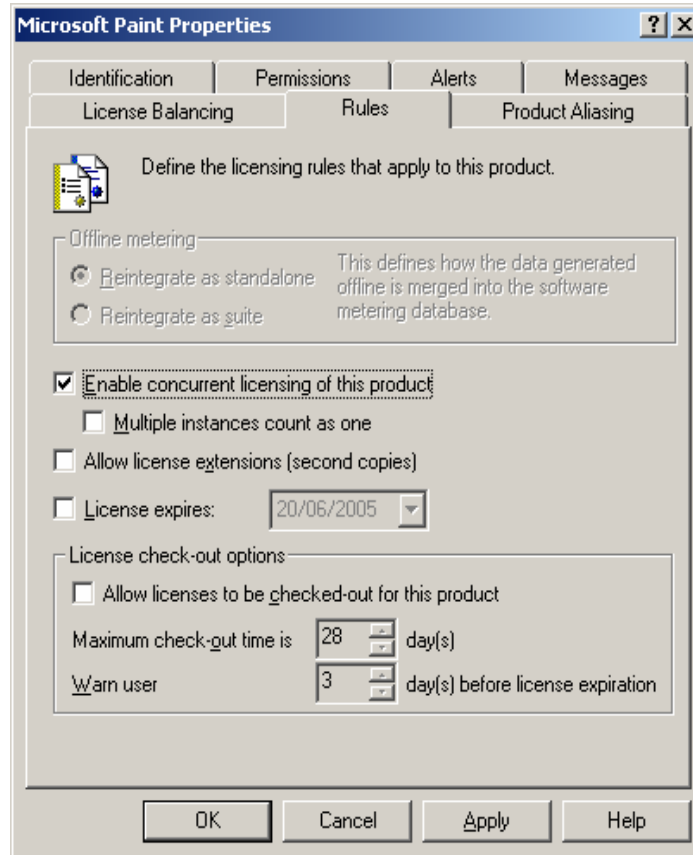 Microsoft Paint Properties
Identification Permissions Alerts Messages
License Balancing Rules Product Aliasing
Define the licensing rules that apply to this product.
Offline metering
Reintegrate as standalone
Reintegrate as suite
This defines how the data generated
offline is merged into the software
metering database.
Enable concurrent licensing of this product
Multiple instances count as one
Allow license extensions (second copies)
License expires: 20/06/2005
License check-out options
Allow licenses to be checked-out for this product
Maximum check-out time is 28 day(s)
Warn user 3 day(s) before license expiration
OK Cancel Apply Help